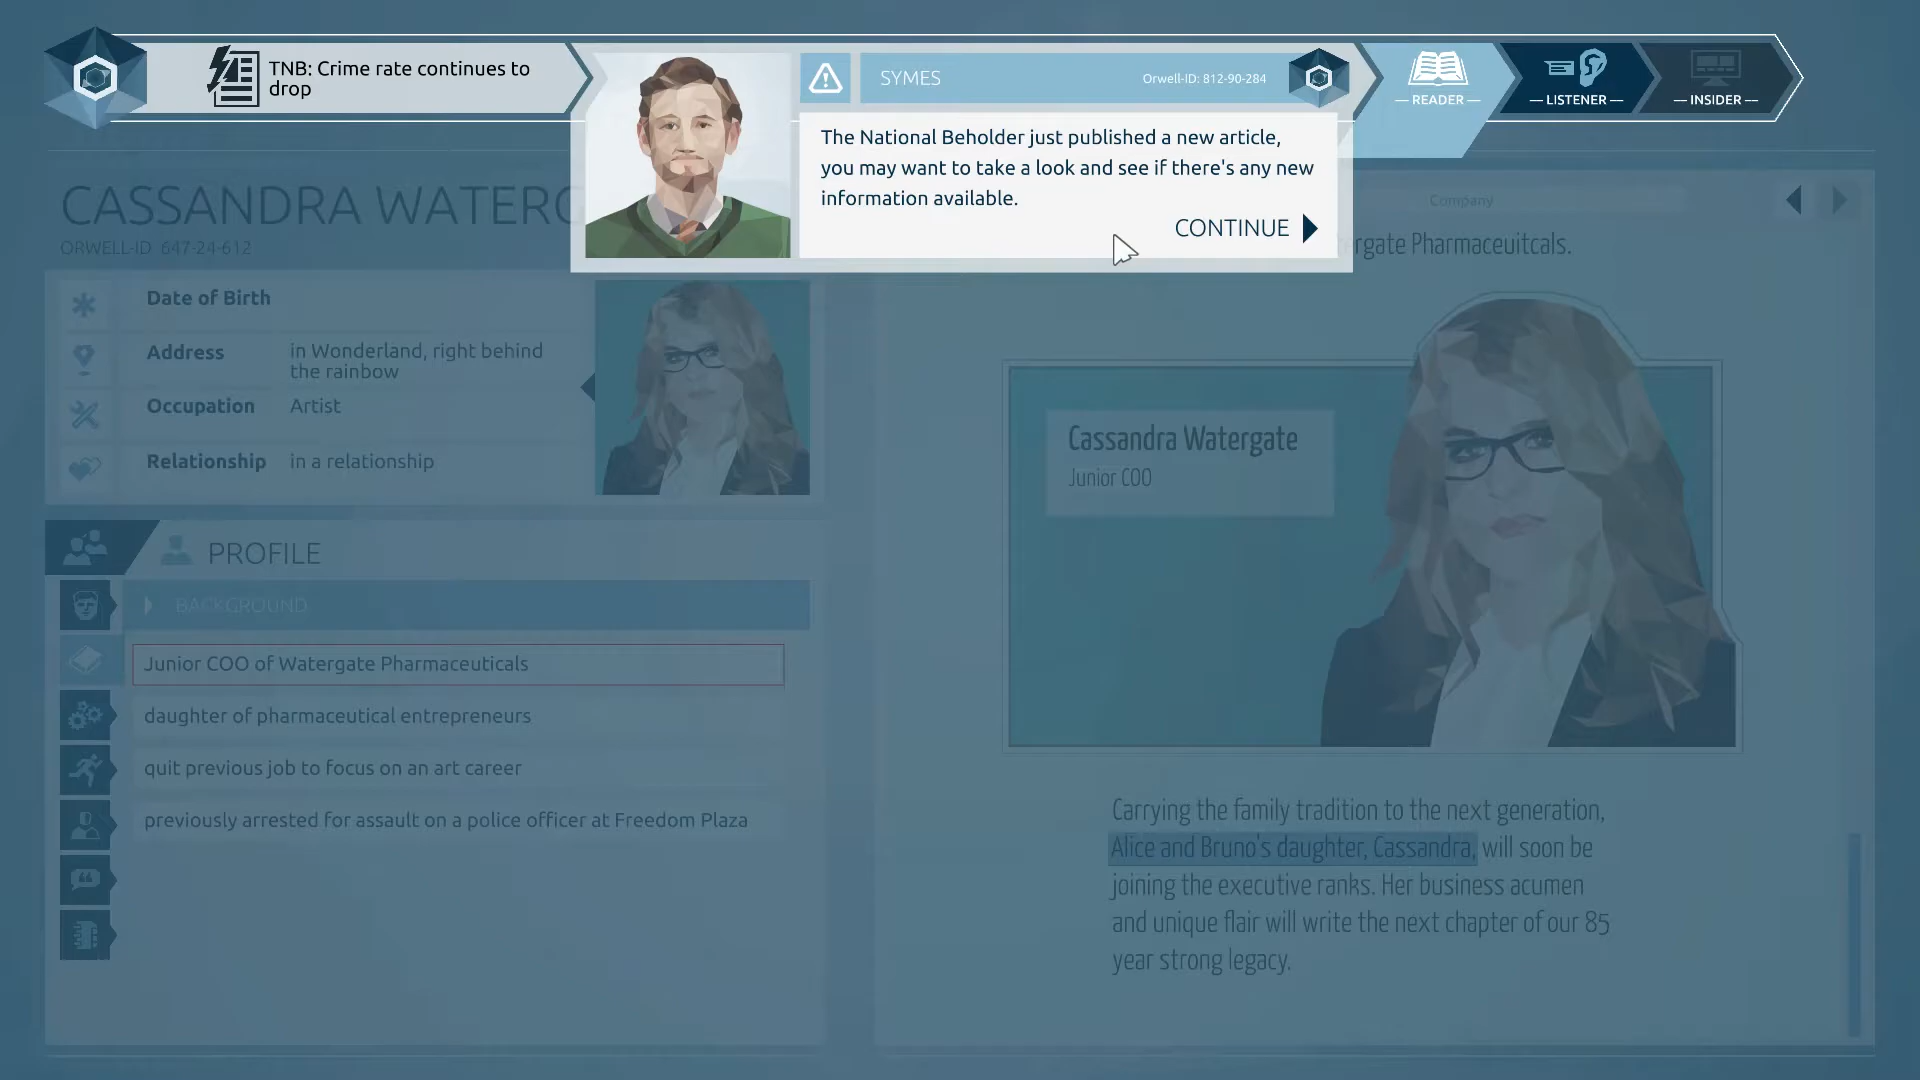 TNB: Crime rate continues to
drop
SYMES
Orwell-ID: 812-90-284
The National Beholder just published a new article,
you may want to take a look and see if there's any new
information available.
CONTINUE
READER
LISTENER
INSIDER
CASSANDRA WATERG
ORWELL-ID 647-24-612
Date of Birth
Address in Wonderland, right behind
the rainbow
Occupation Artist
Relationship in a relationship
PROFILE
BACKGROUND
Junior COO of Watergate Pharmaceuticals
daughter of pharmaceutical entrepreneurs
quit previous job to focus on an art career
previously arrested for assault on a police officer at Freedom Plaza
Company
rgate Pharmaceuitcals.
Cassandra Watergate
Junior COO
Carrying the family tradition to the next generation,
Alice and Bruno's daughter, Cassandra, will soon be
joining the executive ranks. Her business acumen
and unique flair will write the next chapter of our 85
year strong legacy.